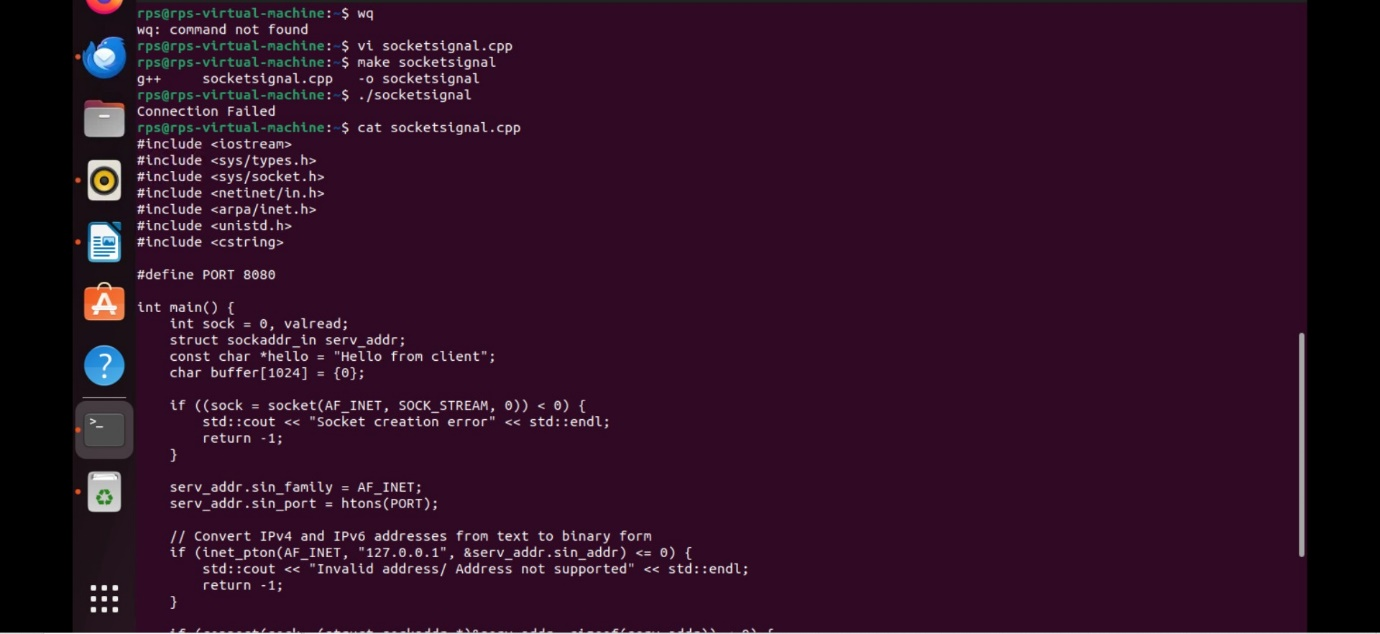 rps@rps-virtual-machine:~$ wq
wq: command not found
rps@rps-virtual-machine:~$ vi socketsignal.cpp
rps@rps-virtual-machine:~$ make socketsignal
g++     socketsignal.cpp   -o socketsignal
rps@rps-virtual-machine:~$ ./socketsignal
Connection Failed
rps@rps-virtual-machine:~$ cat socketsignal.cpp
#include <iostream>
#include <sys/types.h>
#include <sys/socket.h>
#include <netinet/in.h>
#include <arpa/inet.h>
#include <unistd.h>
#include <cstring>

#define PORT 8080

int main() {
    int sock = 0, valread;
    struct sockaddr_in serv_addr;
    const char *hello = "Hello from client";
    char buffer[1024] = {0};

    if ((sock = socket(AF_INET, SOCK_STREAM, 0)) < 0) {
        std::cout << "Socket creation error" << std::endl;
        return -1;
    }

    serv_addr.sin_family = AF_INET;
    serv_addr.sin_port = htons(PORT);

    // Convert IPv4 and IPv6 addresses from text to binary form
    if (inet_pton(AF_INET, "127.0.0.1", &serv_addr.sin_addr) <= 0) {
        std::cout << "Invalid address/ Address not supported" << std::endl;
        return -1;
    }